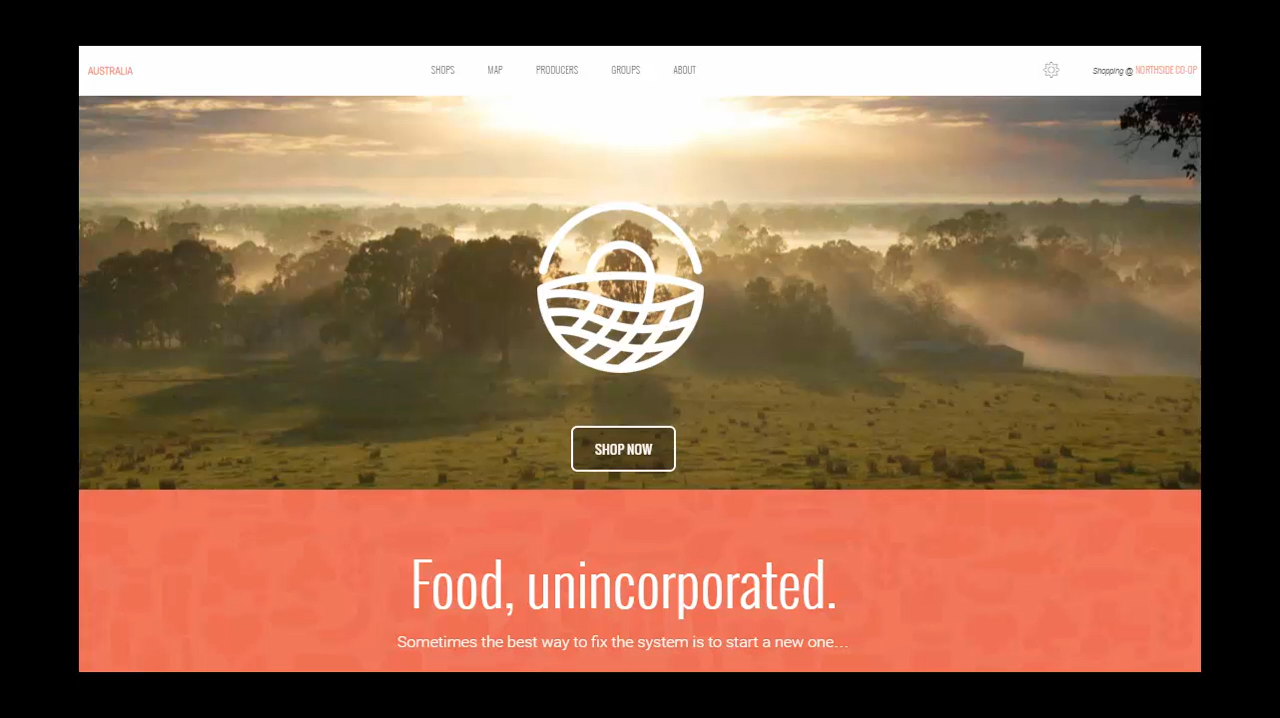 AUSTRALIA SHOPS MAP PRODUCERS GROUPS ABOUT Shopping @ NORTHSIDE CO-OP
SHOP NOW
Food, unincorporated.
Sometimes the best way to fix the system is to start a new one...